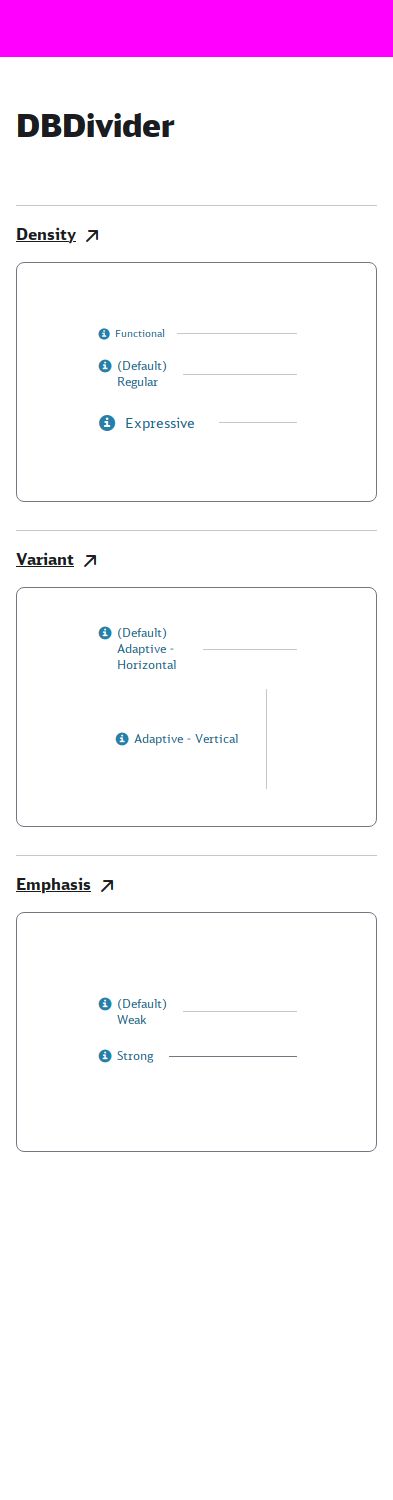 DBDivider
Density
Functional
(Default)
Regular
Expressive
Variant
(Default)
Adaptive -
Horizontal
Adaptive - Vertical
Emphasis
(Default)
Weak
Strong